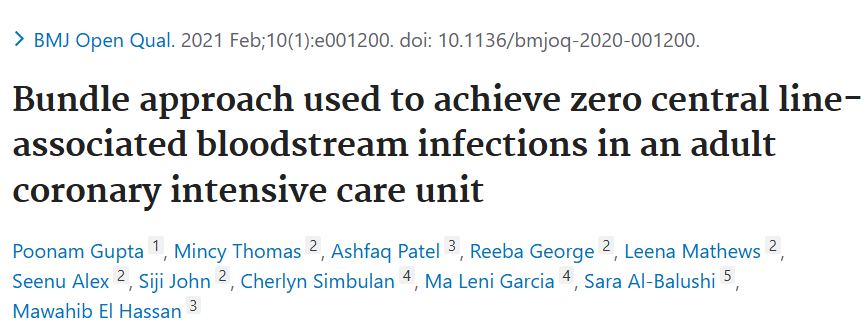 > BMJ Open Qual. 2021 Feb;10(1):e001200. doi: 10.1136/bmjoq-2020-001200.
Bundle approach used to achieve zero central line-
associated bloodstream infections in an adult
coronary intensive care unit
Poonam Gupta 1, Mincy Thomas 2, Ashfaq Patel 3, Reeba George 2, Leena Mathews 2,
Seenu Alex 2, Siji John 2, Cherlyn Simbulan 4, Ma Leni Garcia 4, Sara Al-Balushi 5,
Mawahib El Hassan 3